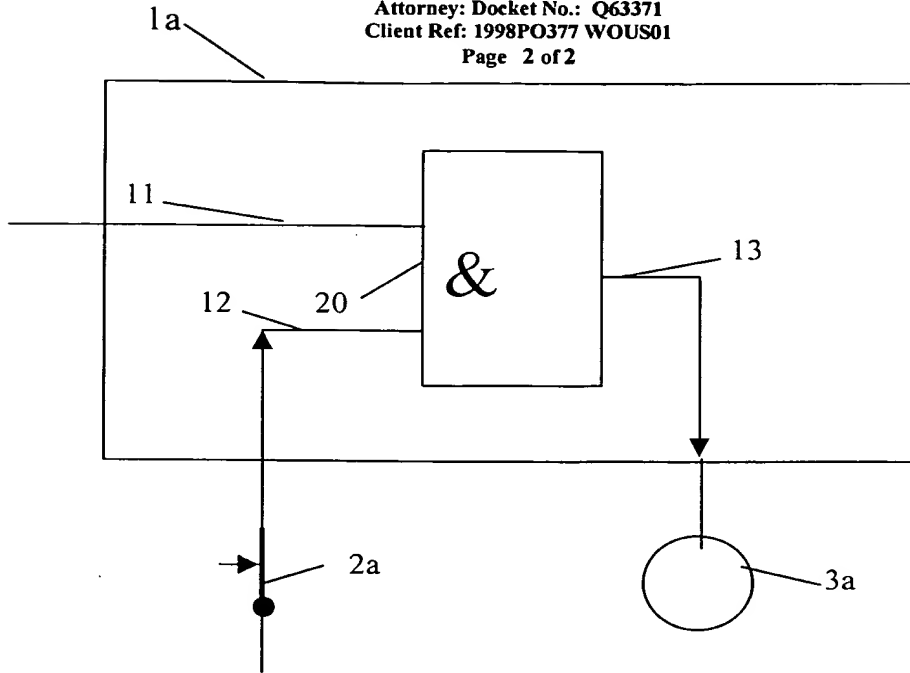 Attorney: Docket No.: Q63371
Client Ref: 1998PO377 WOUS01
Page 2 of 2
1a
11
13
20
&
12
2a
3a